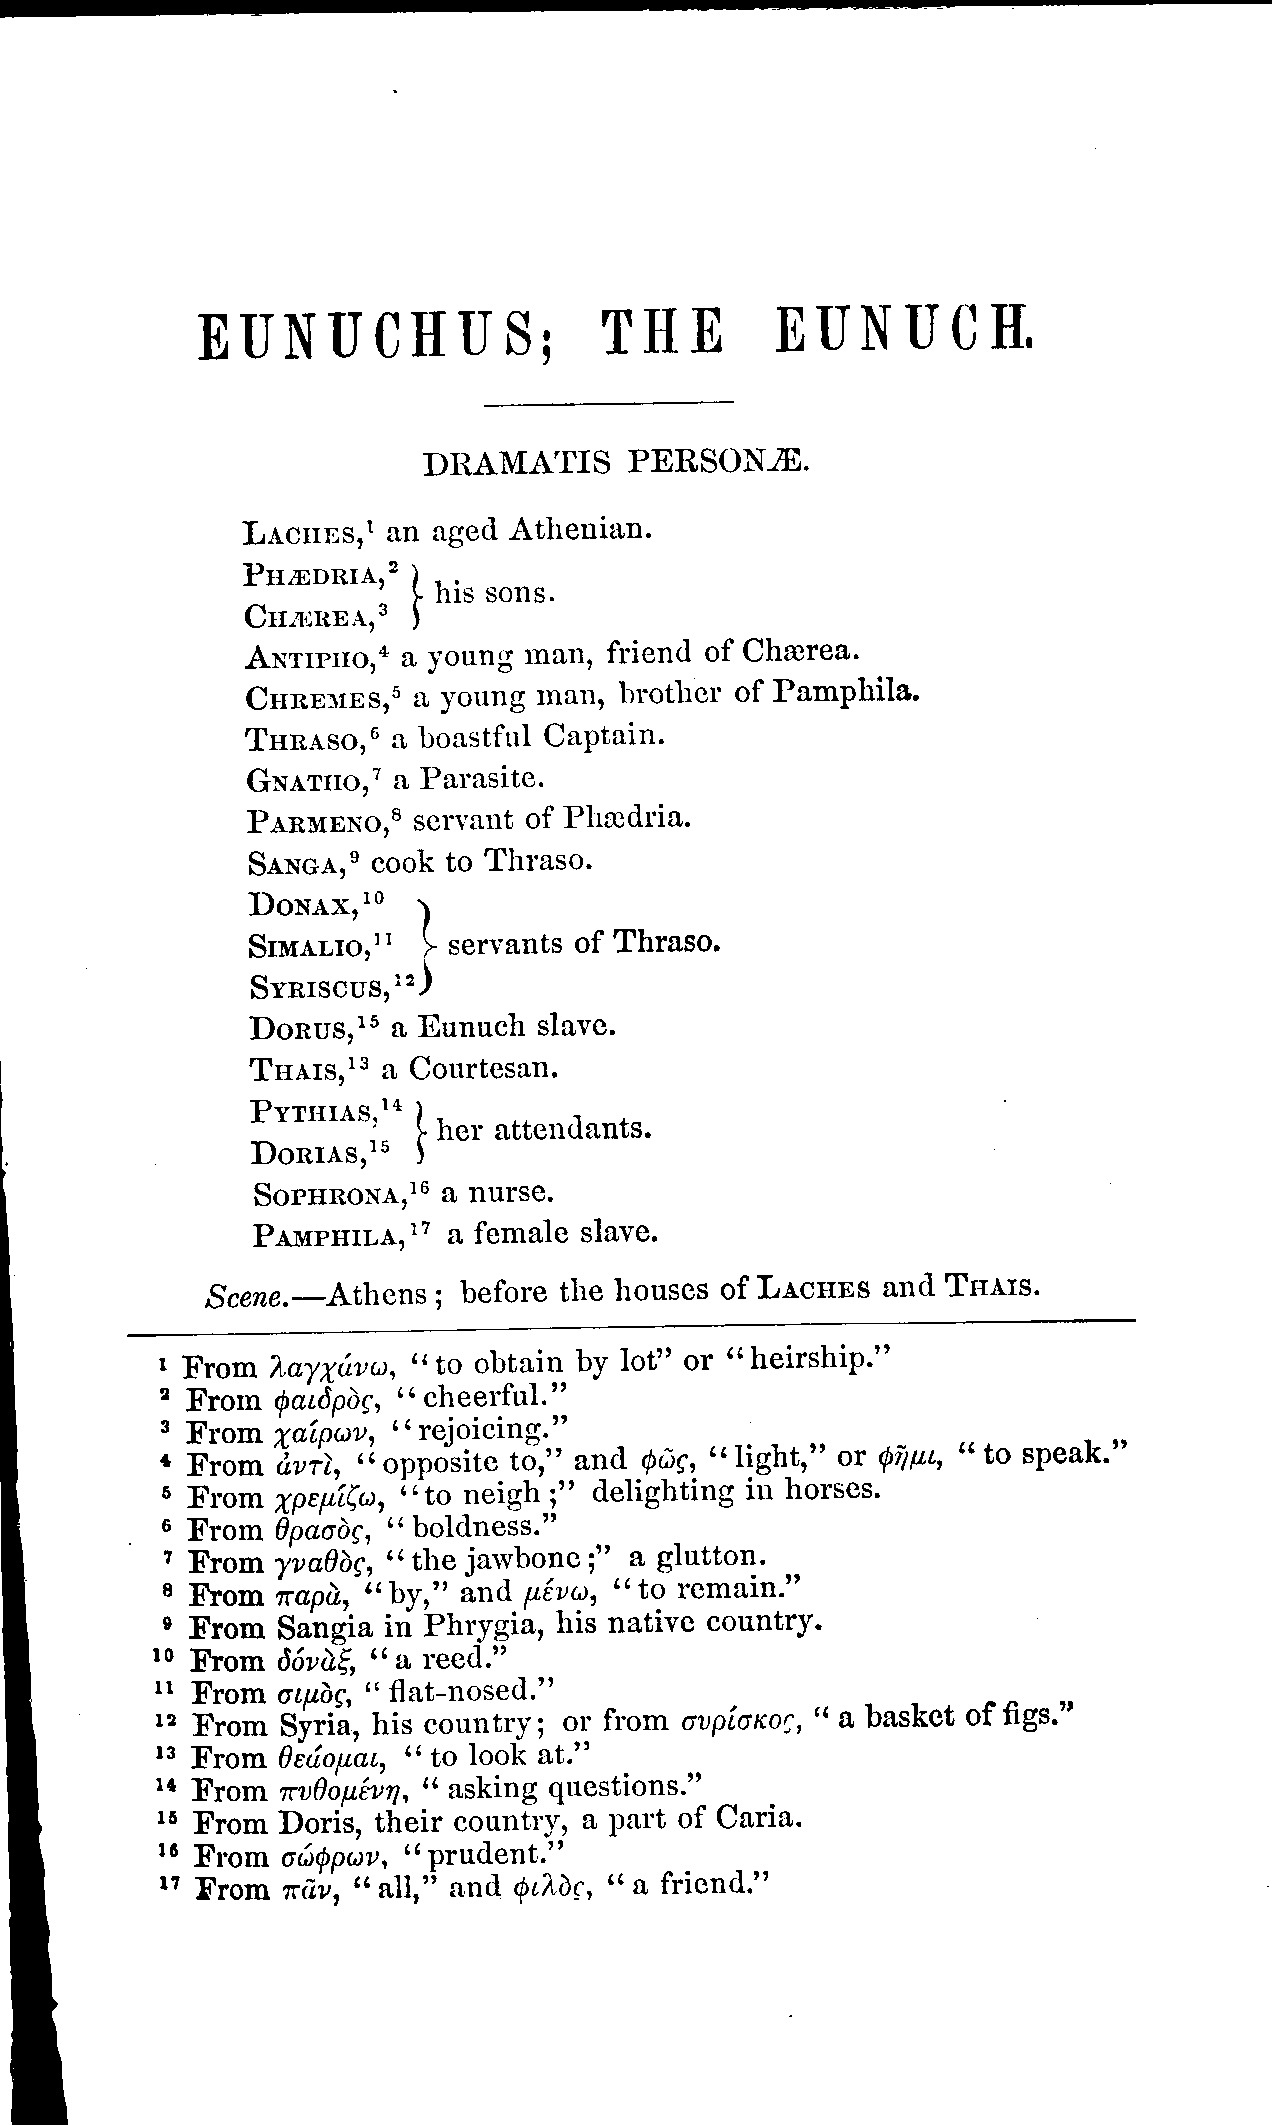 EUNUCHUS; THE EUNUCH.
DRAMATIS PERSONÆ.
LACHES,¹ an aged Athenian.
PHÆDRIA,²
CHÆREA,³
} his sons.
ANTIPHO,⁴ a young man, friend of Chærea.
CHREMES,⁵ a young man, brother of Pamphila.
THRASO,⁶ a boastful Captain.
GNATHO,⁷ a Parasite.
PARMENO,⁸ servant of Phædria.
SANGA,⁹ cook to Thraso.
DONAX,¹⁰
SIMALIO,¹¹
SYRISCUS,¹²
} servants of Thraso.
DORUS,¹⁵ a Eunuch slave.
THAIS,¹³ a Courtesan.
PYTHIAS,¹⁴
DORIAS,¹⁵
} her attendants.
SOPHRONA,¹⁶ a nurse.
PAMPHILA,¹⁷ a female slave.
Scene.—Athens; before the houses of LACHES and THAIS.
¹ From λαγχάνω, “to obtain by lot” or “heirship.”
² From φαιδρὸς, “cheerful.”
³ From χαίρων, “rejoicing.”
⁴ From ἀντὶ, “opposite to,” and φῶς, “light,” or φῆμι, “to speak.”
⁵ From χρεμίζω, “to neigh;” delighting in horses.
⁶ From θρασὸς, “boldness.”
⁷ From γναθὸς, “the jawbone;” a glutton.
⁸ From παρὰ, “by,” and μένω, “to remain.”
⁹ From Sangia in Phrygia, his native country.
¹⁰ From δόνὰξ, “a reed.”
¹¹ From σιμὸς, “flat-nosed.”
¹² From Syria, his country; or from συρίσκος, “a basket of figs.”
¹³ From θεάομαι, “to look at.”
¹⁴ From πυθομένη, “asking questions.”
¹⁵ From Doris, their country, a part of Caria.
¹⁶ From σώφρων, “prudent.”
¹⁷ From πᾶν, “all,” and φιλὸς, “a friend.”